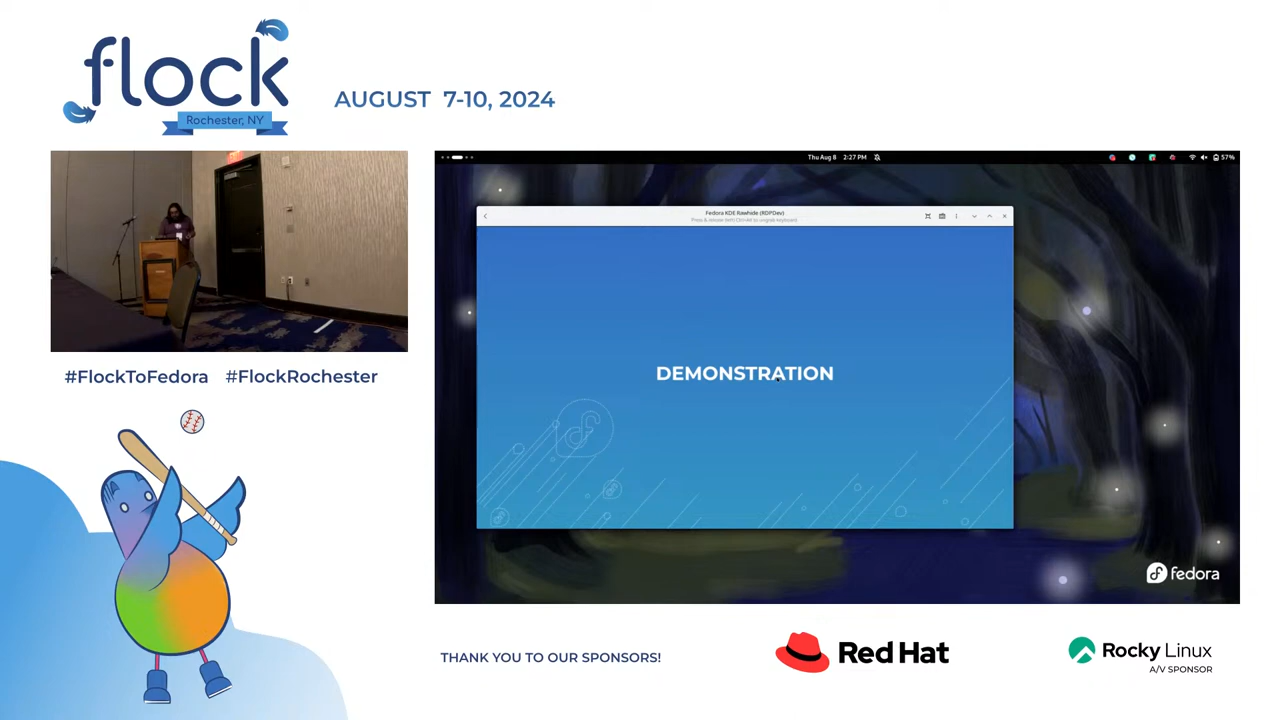 flock
Rochester, NY
AUGUST 7-10, 2024
Thu Aug 8 2:27 PM
57%
Fedora KDE Rawhide (RDPDev)
DEMONSTRATION
fedora
#FlockToFedora #FlockRochester
THANK YOU TO OUR SPONSORS!
Red Hat
Rocky Linux
A/V SPONSOR